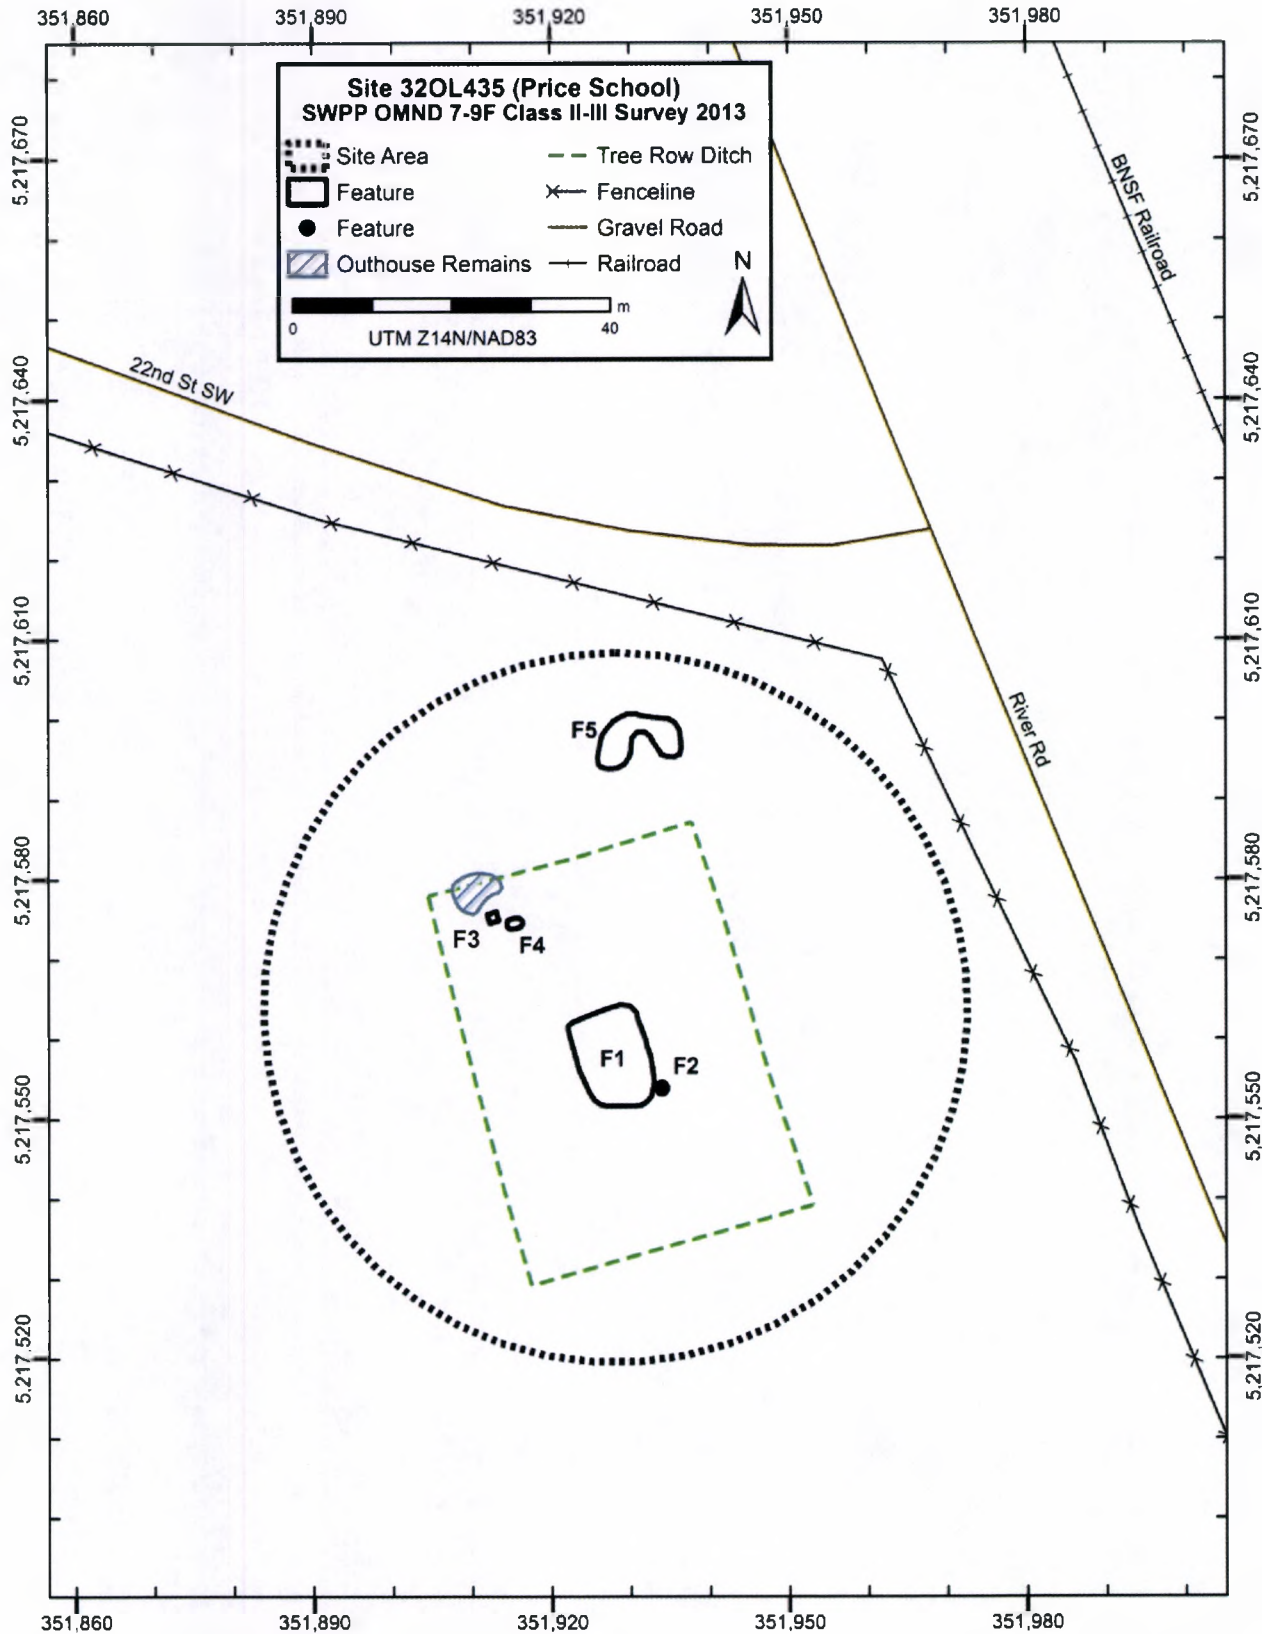 351,860 351,890 351,920 351,950 351,980
Site 32OL435 (Price School)
SWPP OMND 7-9F Class II-III Survey 2013
Site Area
Tree Row Ditch
Feature
Fenceline
Feature
Gravel Road
Outhouse Remains
Railroad
N
m
0 40
UTM Z14N/NAD83
5,217,670
5,217,640
5,217,610
5,217,580
5,217,550
5,217,520
5,217,670
5,217,640
5,217,610
5,217,580
5,217,550
5,217,520
BNSF Railroad
22nd St SW
River Rd
F5
F3
F4
F1
F2
351,860 351,890 351,920 351,950 351,980